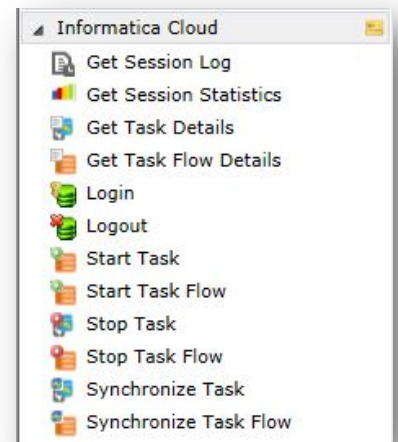 Informatica Cloud
Get Session Log
Get Session Statistics
Get Task Details
Get Task Flow Details
Login
Logout
Start Task
Start Task Flow
Stop Task
Stop Task Flow
Synchronize Task
Synchronize Task Flow